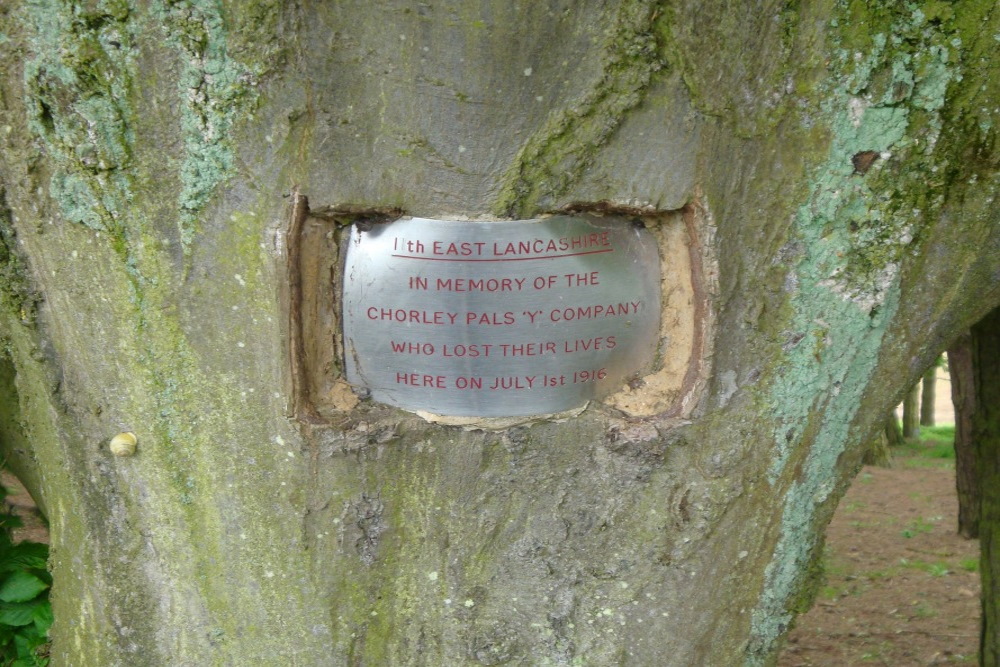 11th EAST LANCASHIRE
IN MEMORY OF THE
CHORLEY PALS 'Y' COMPANY
WHO LOST THEIR LIVES
HERE ON JULY 1st 1916